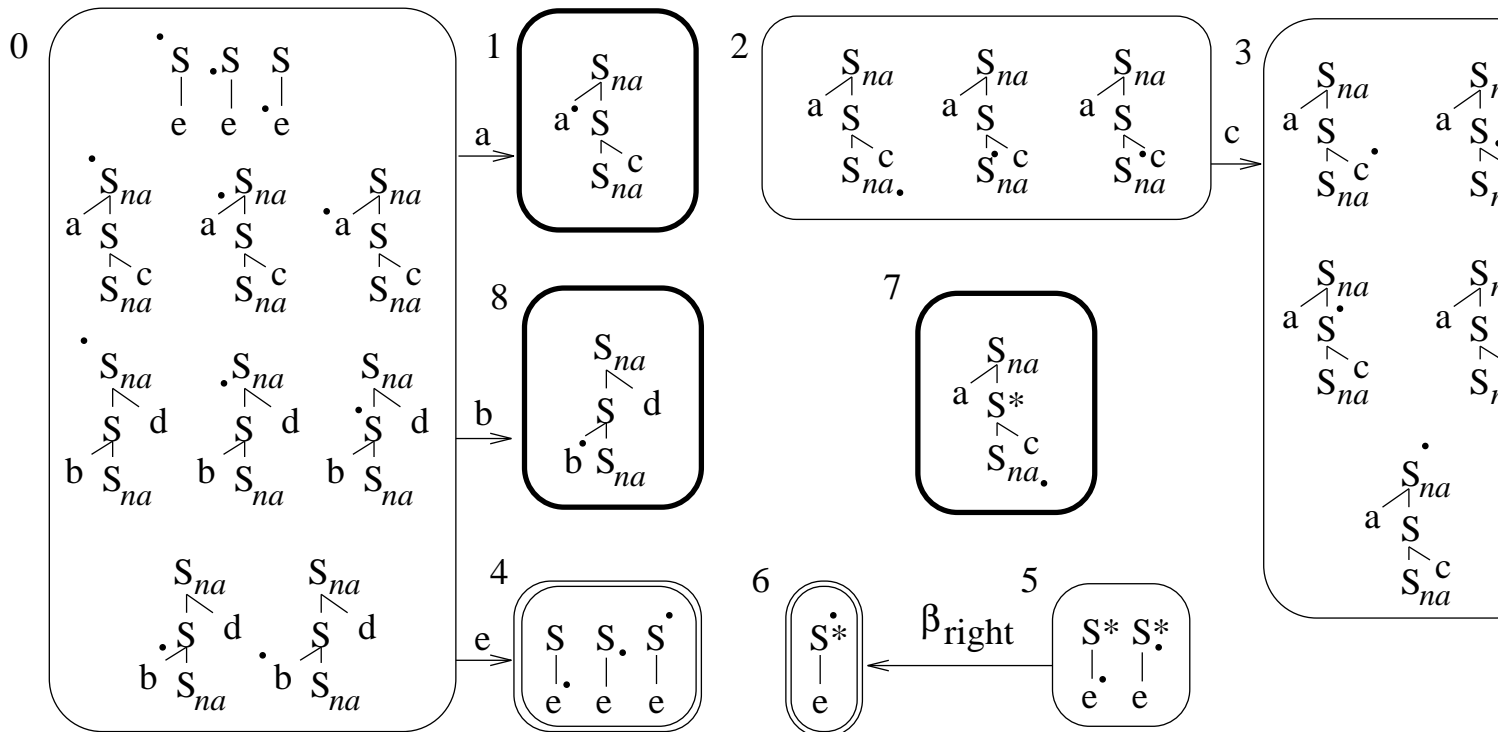 0
S S S
e e e
S na S na S na
a a a
S S S
c c c
S na S na S na
S na S na S na
d d d
S S S
b b b
S na S na S na
S na S na
d d
S S
b b
S na S na
a
1
S na
a
S
c
S na
2
S na S na S na
a a a
S S S
c c c
S na S na S na
c
3
S na S n
a a
S S
c
S na S n
S na S n
a a
S S
c
S na S n
S na
a
S
c
S na
b
8
S na
d
S
b
S na
7
S na
a
S*
c
S na
e
4
S S S
e e e
6
S*
e
β right
5
S* S*
e e